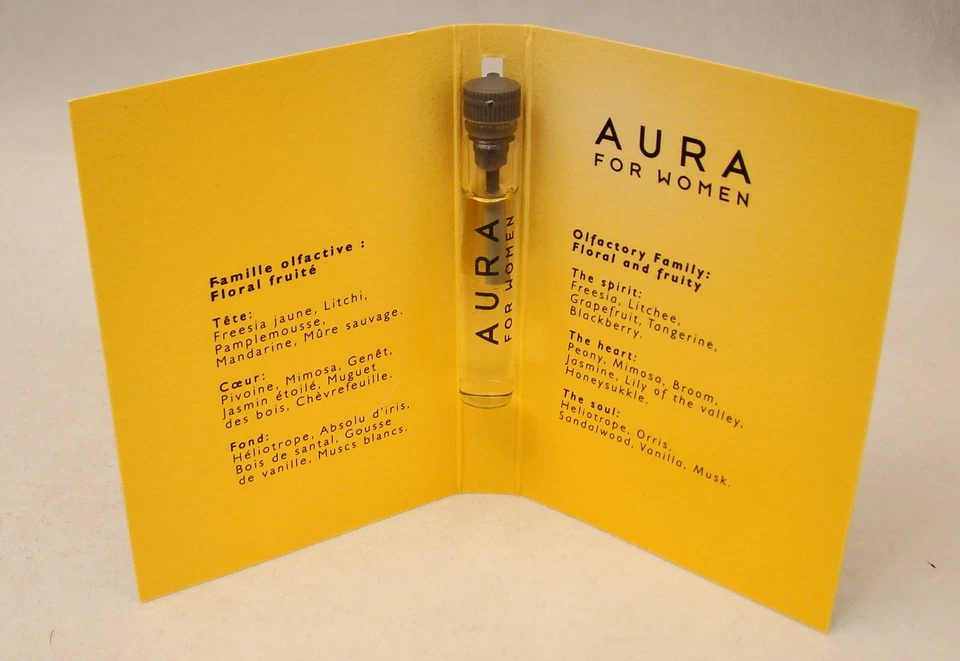 Famille olfactive :
Floral fruité
Tête:
Freesia jaune, Litchi,
Pamplemousse,
Mandarine, Mûre sauvage.
Cœur:
Pivoine, Mimosa, Genêt,
Jasmin étoilé, Muguet
des bois, Chèvrefeuille.
Fond:
Héliotrope, Absolu d'iris,
Bois de santal, Gousse
de vanille, Muscs blancs.
AURA
FOR WOMEN
AURA
FOR WOMEN
Olfactory Family:
Floral and fruity
The spirit:
Freesia, Litchee,
Grapefruit, Tangerine,
Blackberry.
The heart:
Peony, Mimosa, Broom,
Jasmine, Lily of the valley,
Honeysukkle.
The soul:
Heliotrope, Orris,
Sandalwood, Vanilla, Musk.